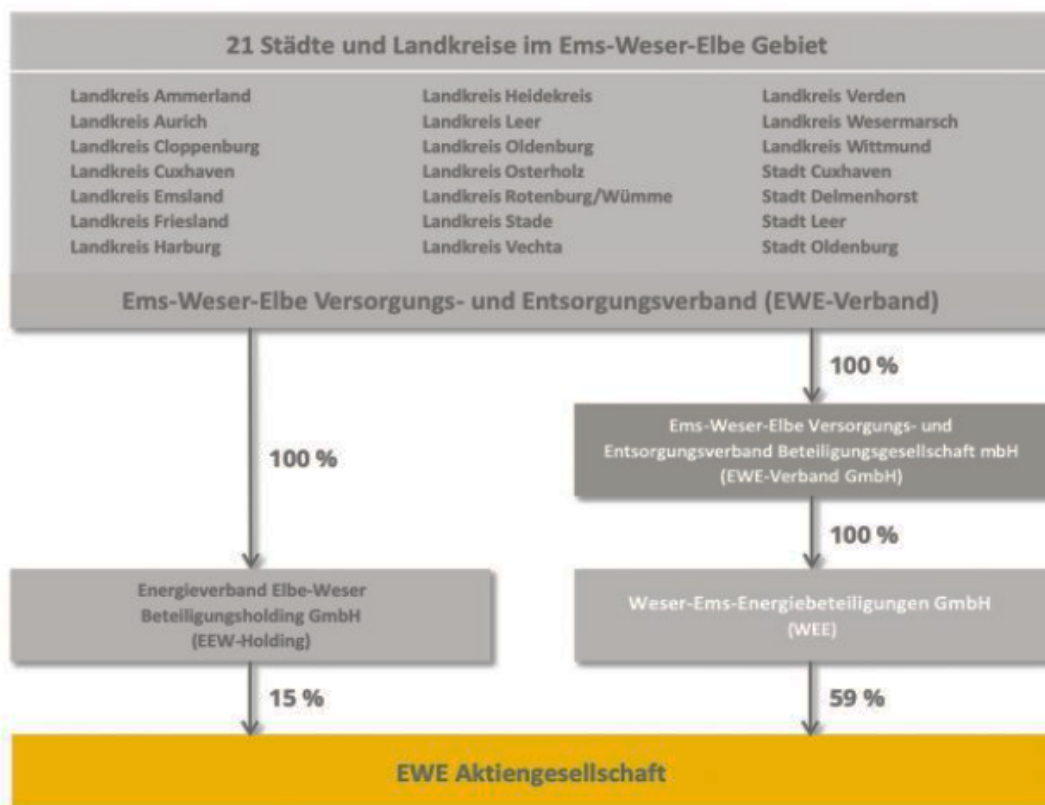 21 Städte und Landkreise im Ems-Weser-Elbe Gebiet
Landkreis Ammerland
Landkreis Aurich
Landkreis Cloppenburg
Landkreis Cuxhaven
Landkreis Emsland
Landkreis Friesland
Landkreis Harburg
Landkreis Heidekreis
Landkreis Leer
Landkreis Oldenburg
Landkreis Osterholz
Landkreis Rotenburg/Wümme
Landkreis Stade
Landkreis Vechta
Landkreis Verden
Landkreis Wesermarsch
Landkreis Wittmund
Stadt Cuxhaven
Stadt Delmenhorst
Stadt Leer
Stadt Oldenburg
Ems-Weser-Elbe Versorgungs- und Entsorgungsverband (EWE-Verband)
100 %
Energieverband Elbe-Weser
Beteiligungsholding GmbH
(EEW-Holding)
15 %
100 %
Ems-Weser-Elbe Versorgungs- und
Entsorgungsverband Beteiligungsgesellschaft mbH
(EWE-Verband GmbH)
100 %
Weser-Ems-Energiebeteiligungen GmbH
(WEE)
59 %
EWE Aktiengesellschaft